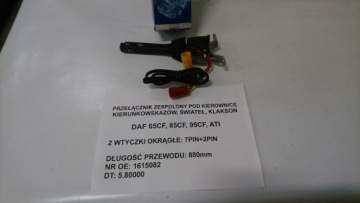 PRZEŁĄCZNIK ZESPOLONY POD KIEROWNICĘ
KIERUNKOWSKAZÓW, ŚWIATEŁ, KLAKSON
DAF 65CF, 85CF, 95CF, ATI
2 WTYCZKI OKRĄGŁE: 7PIN+2PIN
DŁUGOŚĆ PRZEWODU: 880mm
NR OE: 1615082
DT: 5.80000